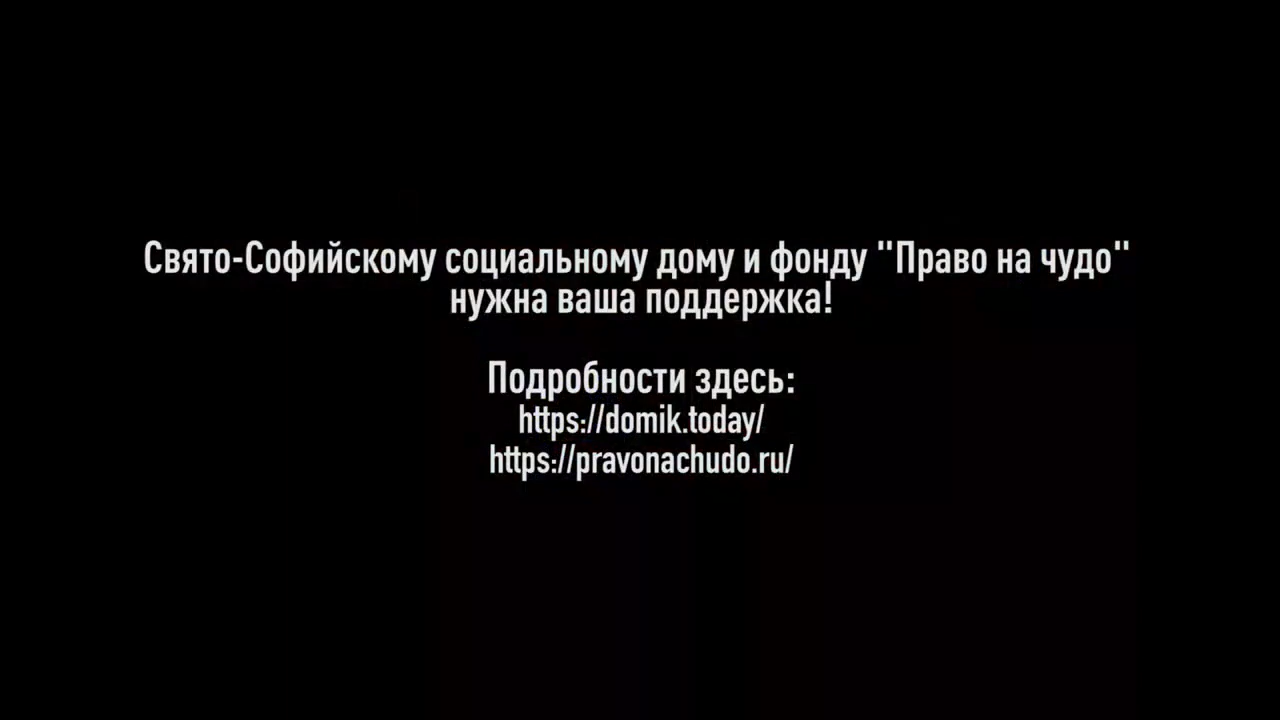 Свято-Софийскому социальному дому и фонду "Право на чудо"
нужна ваша поддержка!
Подробности здесь:
https://domik.today/
https://pravonachudo.ru/